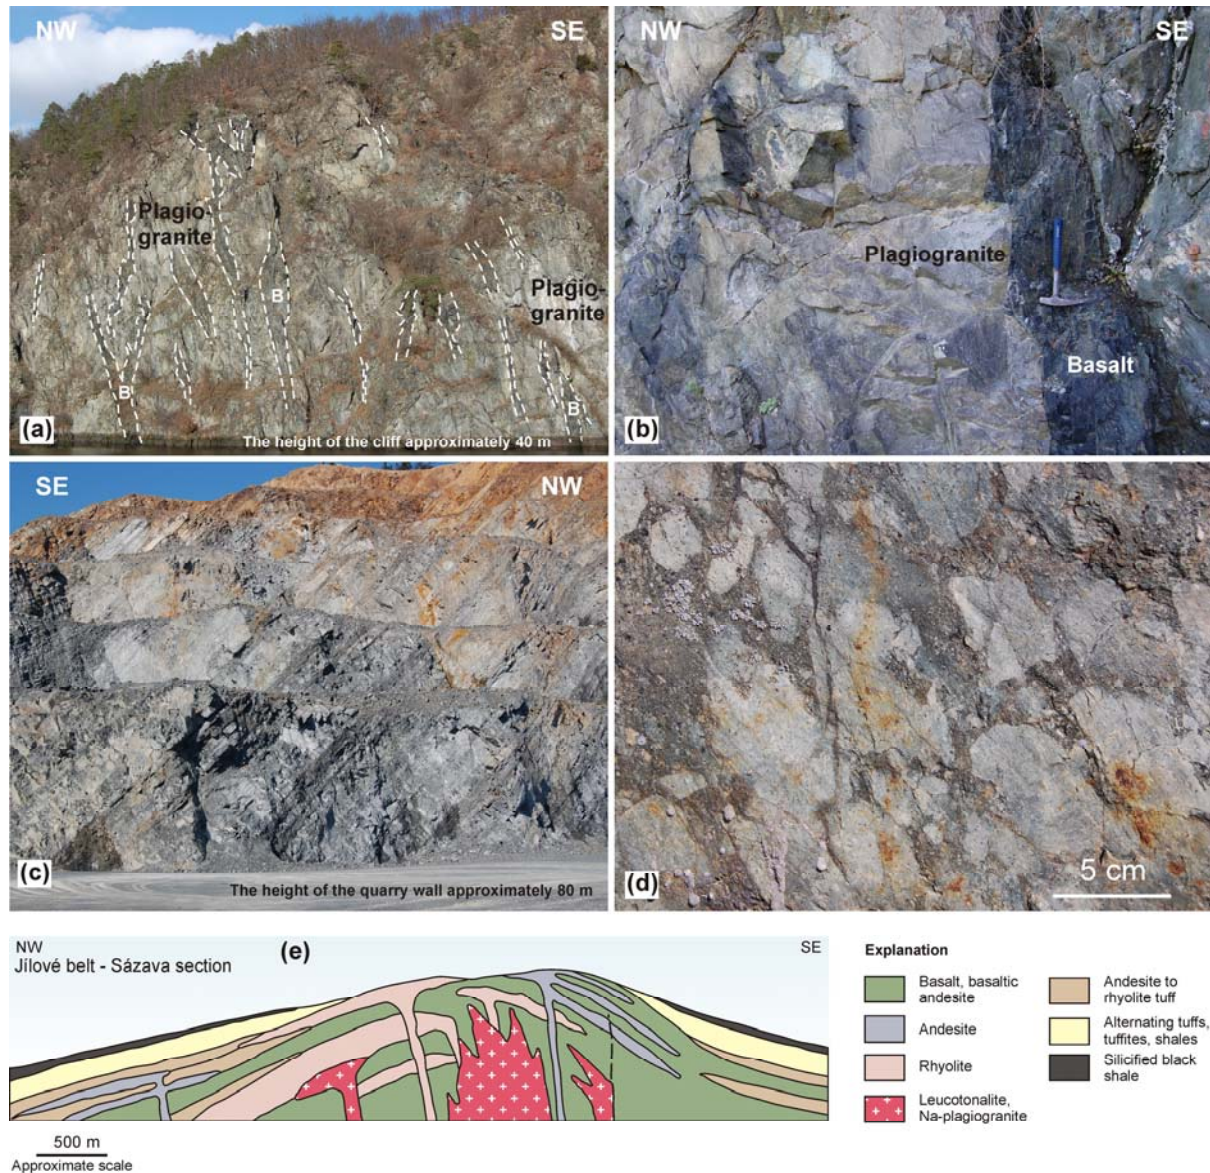 NW
SE
Plagio-
granite
B
Plagio-
granite
B
B
(a)
The height of the cliff approximately 40 m
NW
SE
Plagiogranite
Basalt
(b)
SE
NW
(c)
The height of the quarry wall approximately 80 m
(d)
5 cm
NW
(e)
SE
Jílové belt - Sázava section
500 m
Approximate scale
Explanation
Basalt, basaltic
andesite
Andesite
Rhyolite
Leucotonalite,
Na-plagiogranite
Andesite to
rhyolite tuff
Alternating tuffs,
tuffites, shales
Silicified black
shale